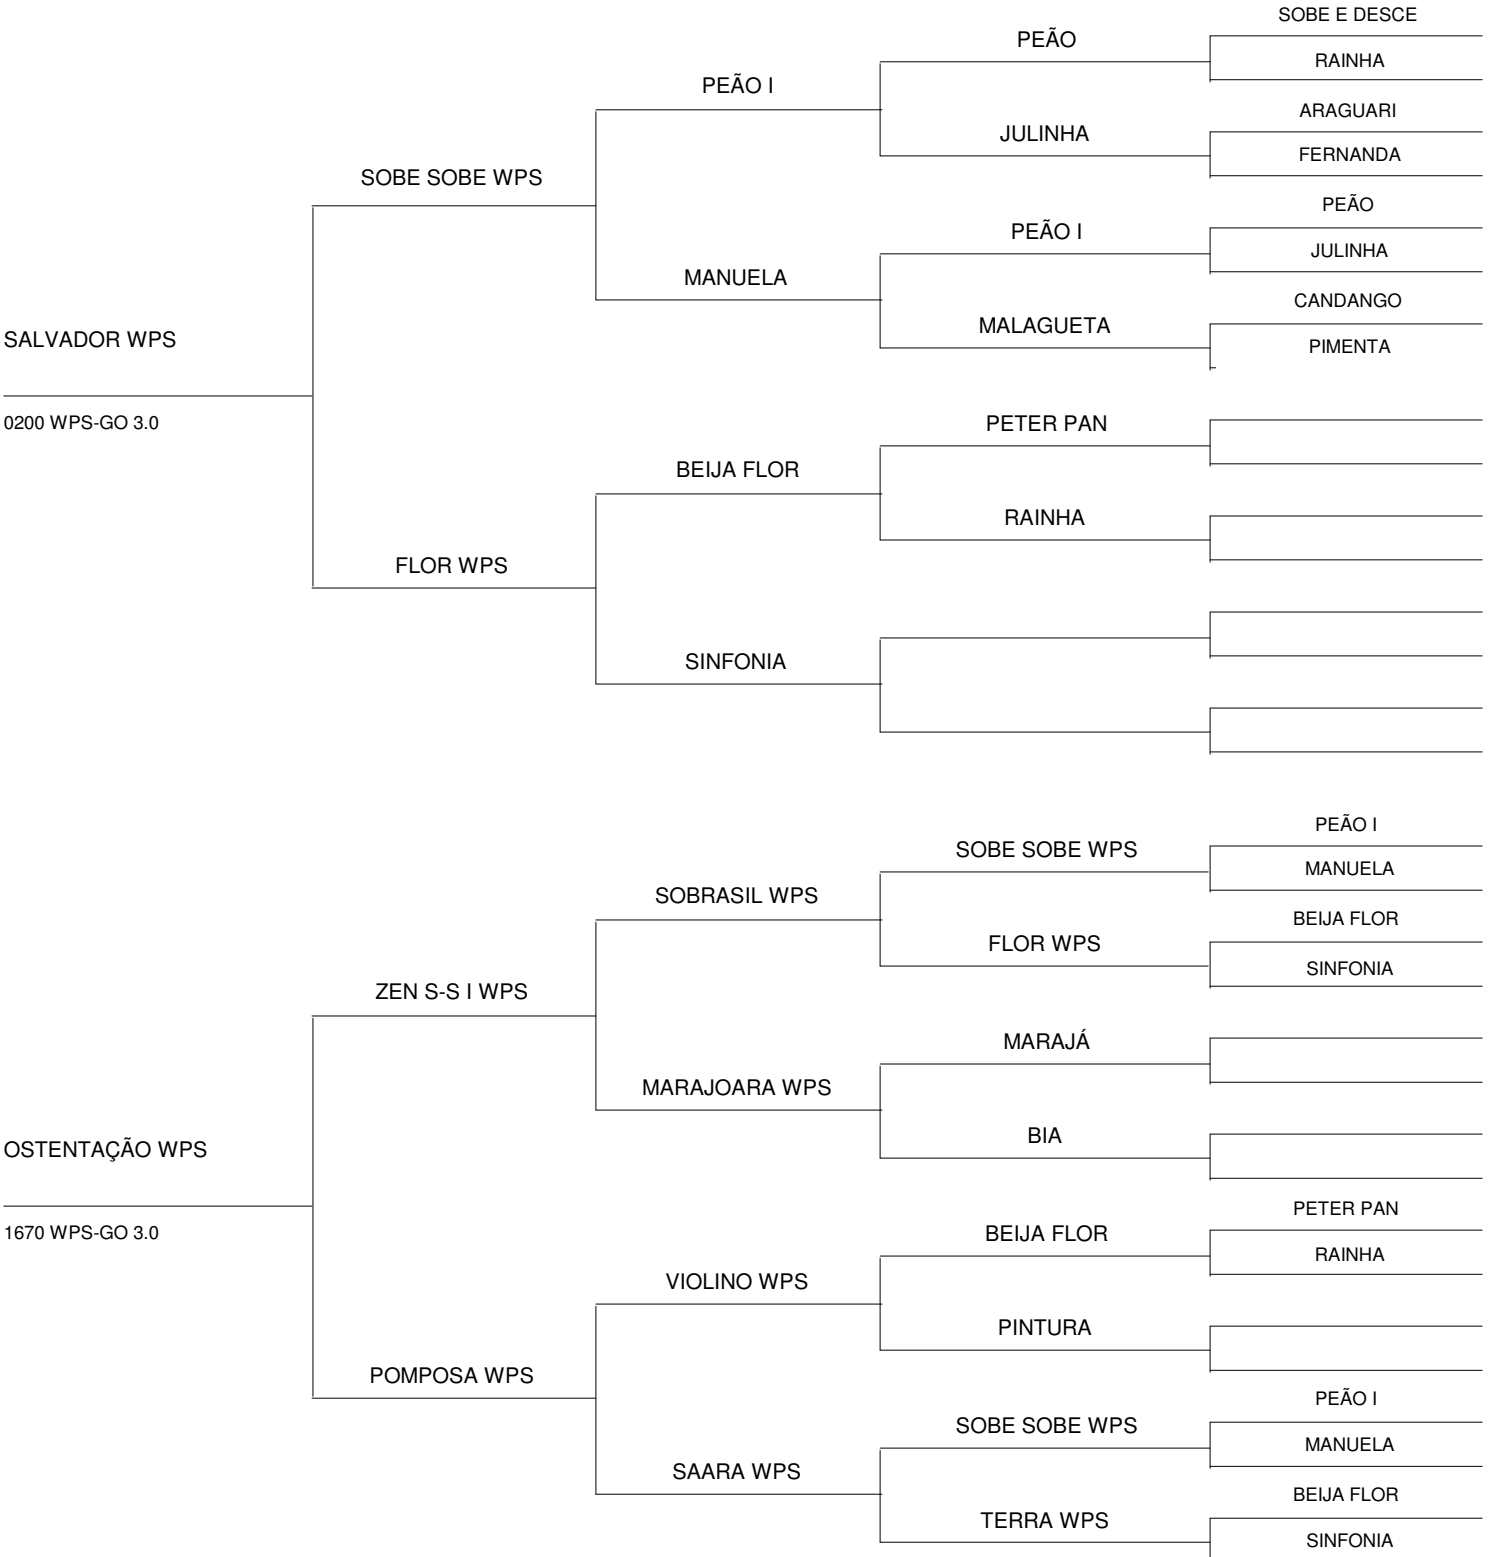 SOBE E DESCE
PEÃO
RAINHA
PEÃO I
ARAGUARI
JULINHA
FERNANDA
SOBE SOBE WPS
PEÃO
PEÃO I
JULINHA
MANUELA
CANDANGO
MALAGUETA
SALVADOR WPS
PIMENTA
0200 WPS-GO 3.0
PETER PAN
BEIJA FLOR
RAINHA
FLOR WPS
SINFONIA
PEÃO I
SOBE SOBE WPS
MANUELA
SOBRASIL WPS
BEIJA FLOR
FLOR WPS
SINFONIA
ZEN S-S I WPS
MARAJÁ
MARAJOARA WPS
BIA
OSTENTAÇÃO WPS
PETER PAN
1670 WPS-GO 3.0
BEIJA FLOR
RAINHA
VIOLINO WPS
PINTURA
POMPOSA WPS
PEÃO I
SOBE SOBE WPS
MANUELA
SAARA WPS
BEIJA FLOR
TERRA WPS
SINFONIA